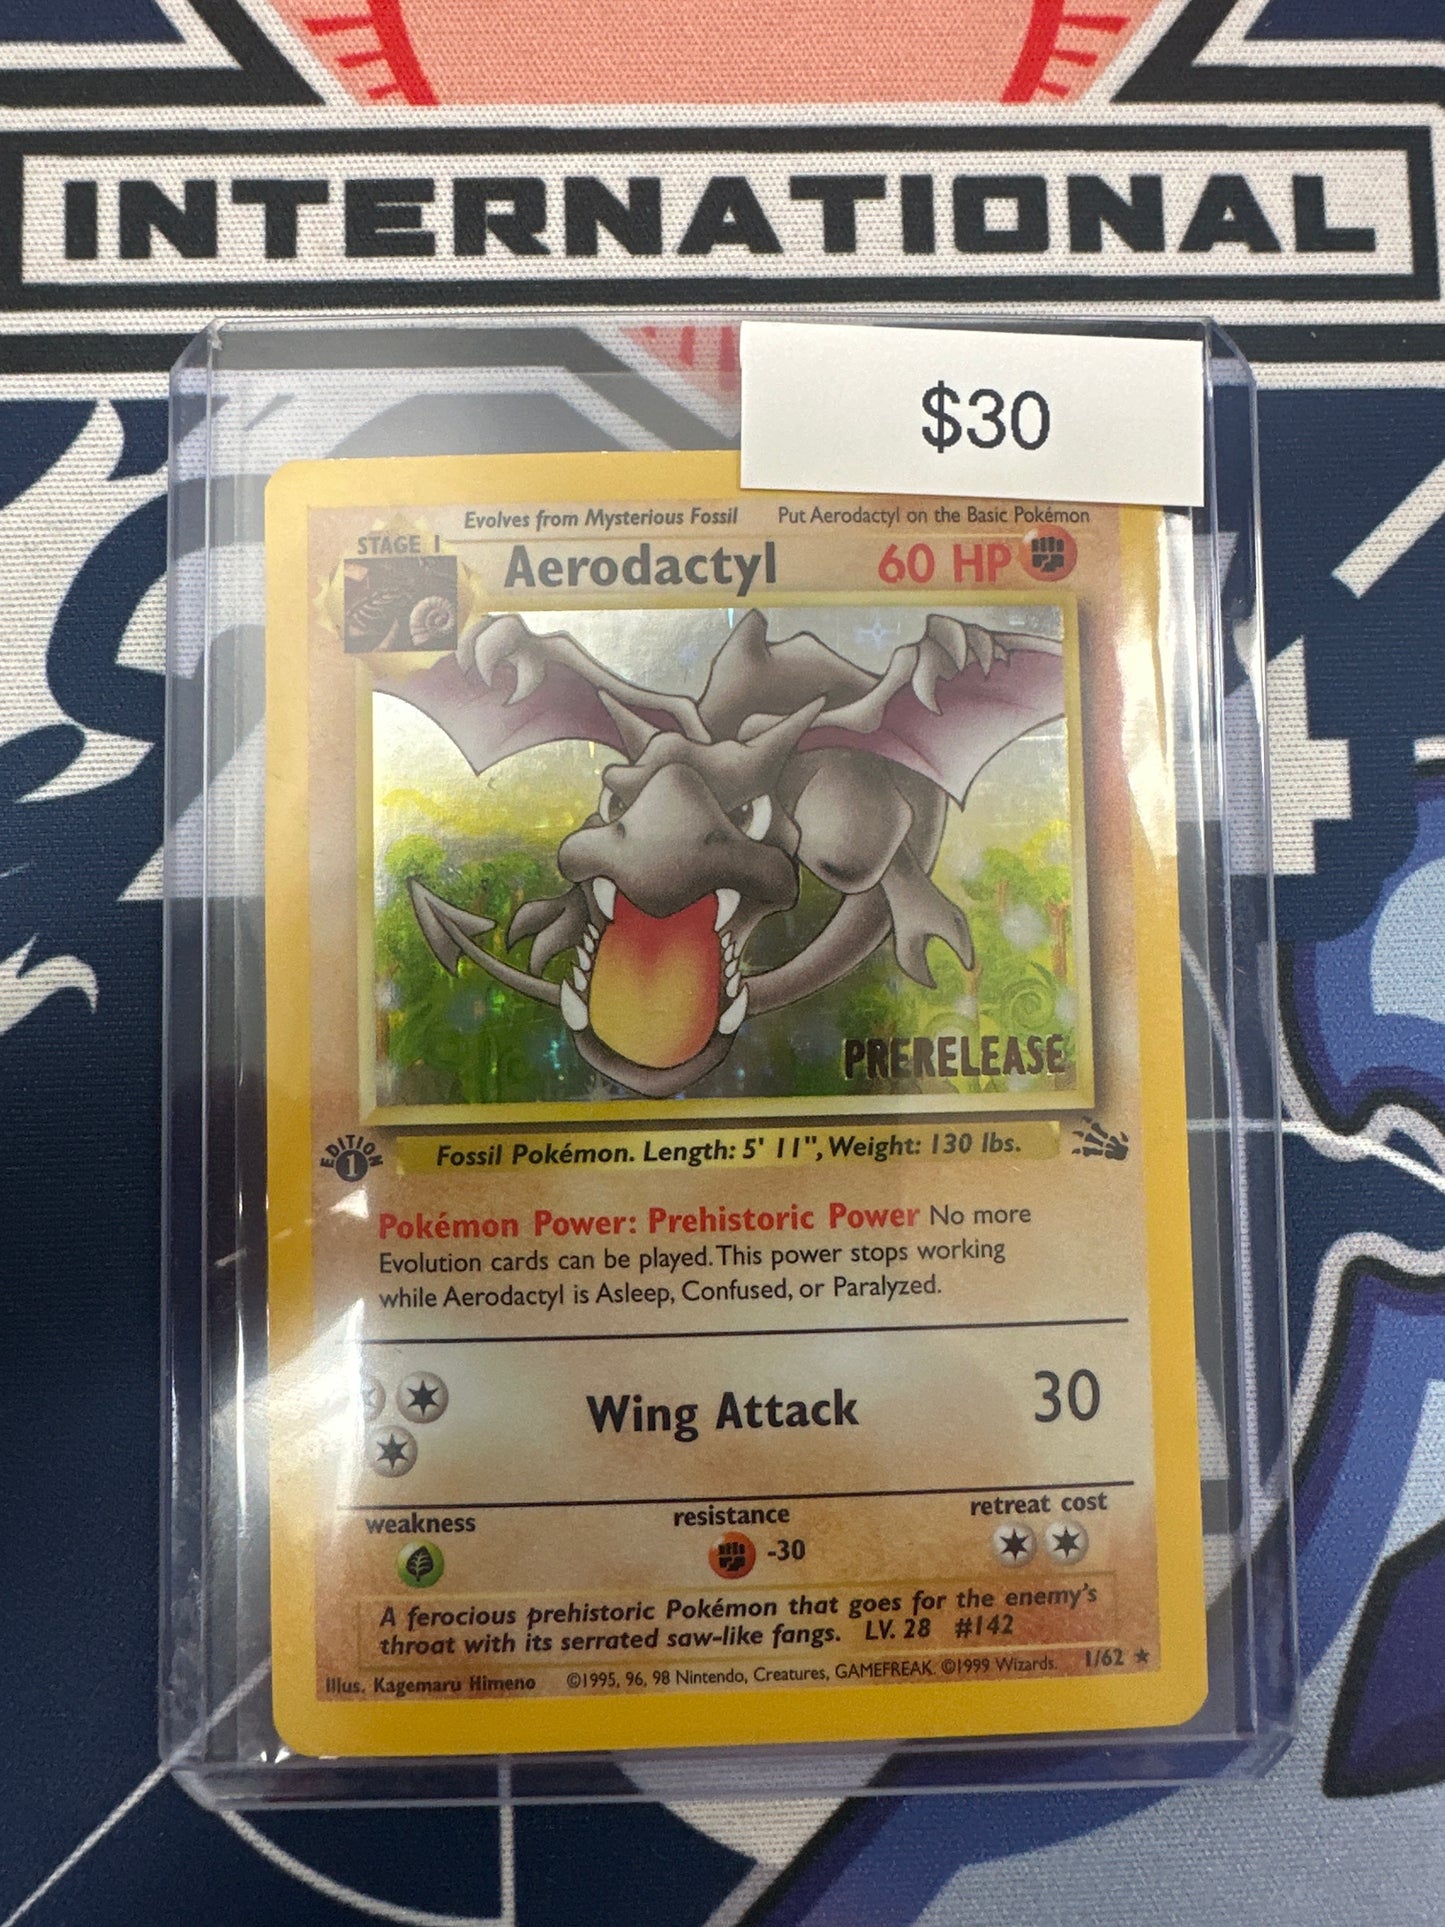 INTERNATIONAL
$30
Evolves from Mysterious Fossil Put Aerodactyl on the Basic Pokémon
STAGE 1
Aerodactyl 60 HP
PRERELEASE
EDITION
1
Fossil Pokémon. Length: 5' 11", Weight: 130 lbs.
Pokémon Power: Prehistoric Power No more
Evolution cards can be played. This power stops working
while Aerodactyl is Asleep, Confused, or Paralyzed.
Wing Attack 30
weakness resistance retreat cost
-30
A ferocious prehistoric Pokémon that goes for the enemy's
throat with its serrated saw-like fangs. LV. 28 #142
Illus. Kagemaru Himeno ©1995, 96, 98 Nintendo, Creatures, GAMEFREAK. ©1999 Wizards. 1/62 ★